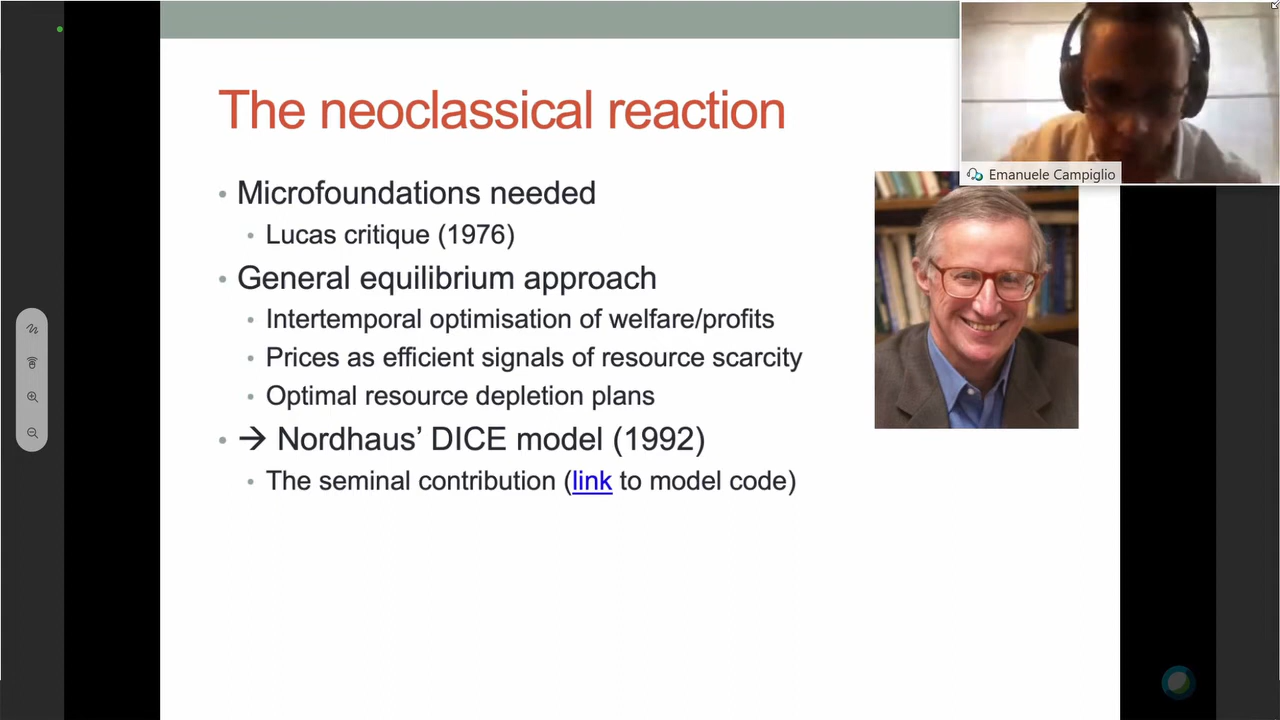 The neoclassical reaction
Emanuele Campiglio
• Microfoundations needed
• Lucas critique (1976)
• General equilibrium approach
• Intertemporal optimisation of welfare/profits
• Prices as efficient signals of resource scarcity
• Optimal resource depletion plans
• → Nordhaus’ DICE model (1992)
• The seminal contribution (link to model code)